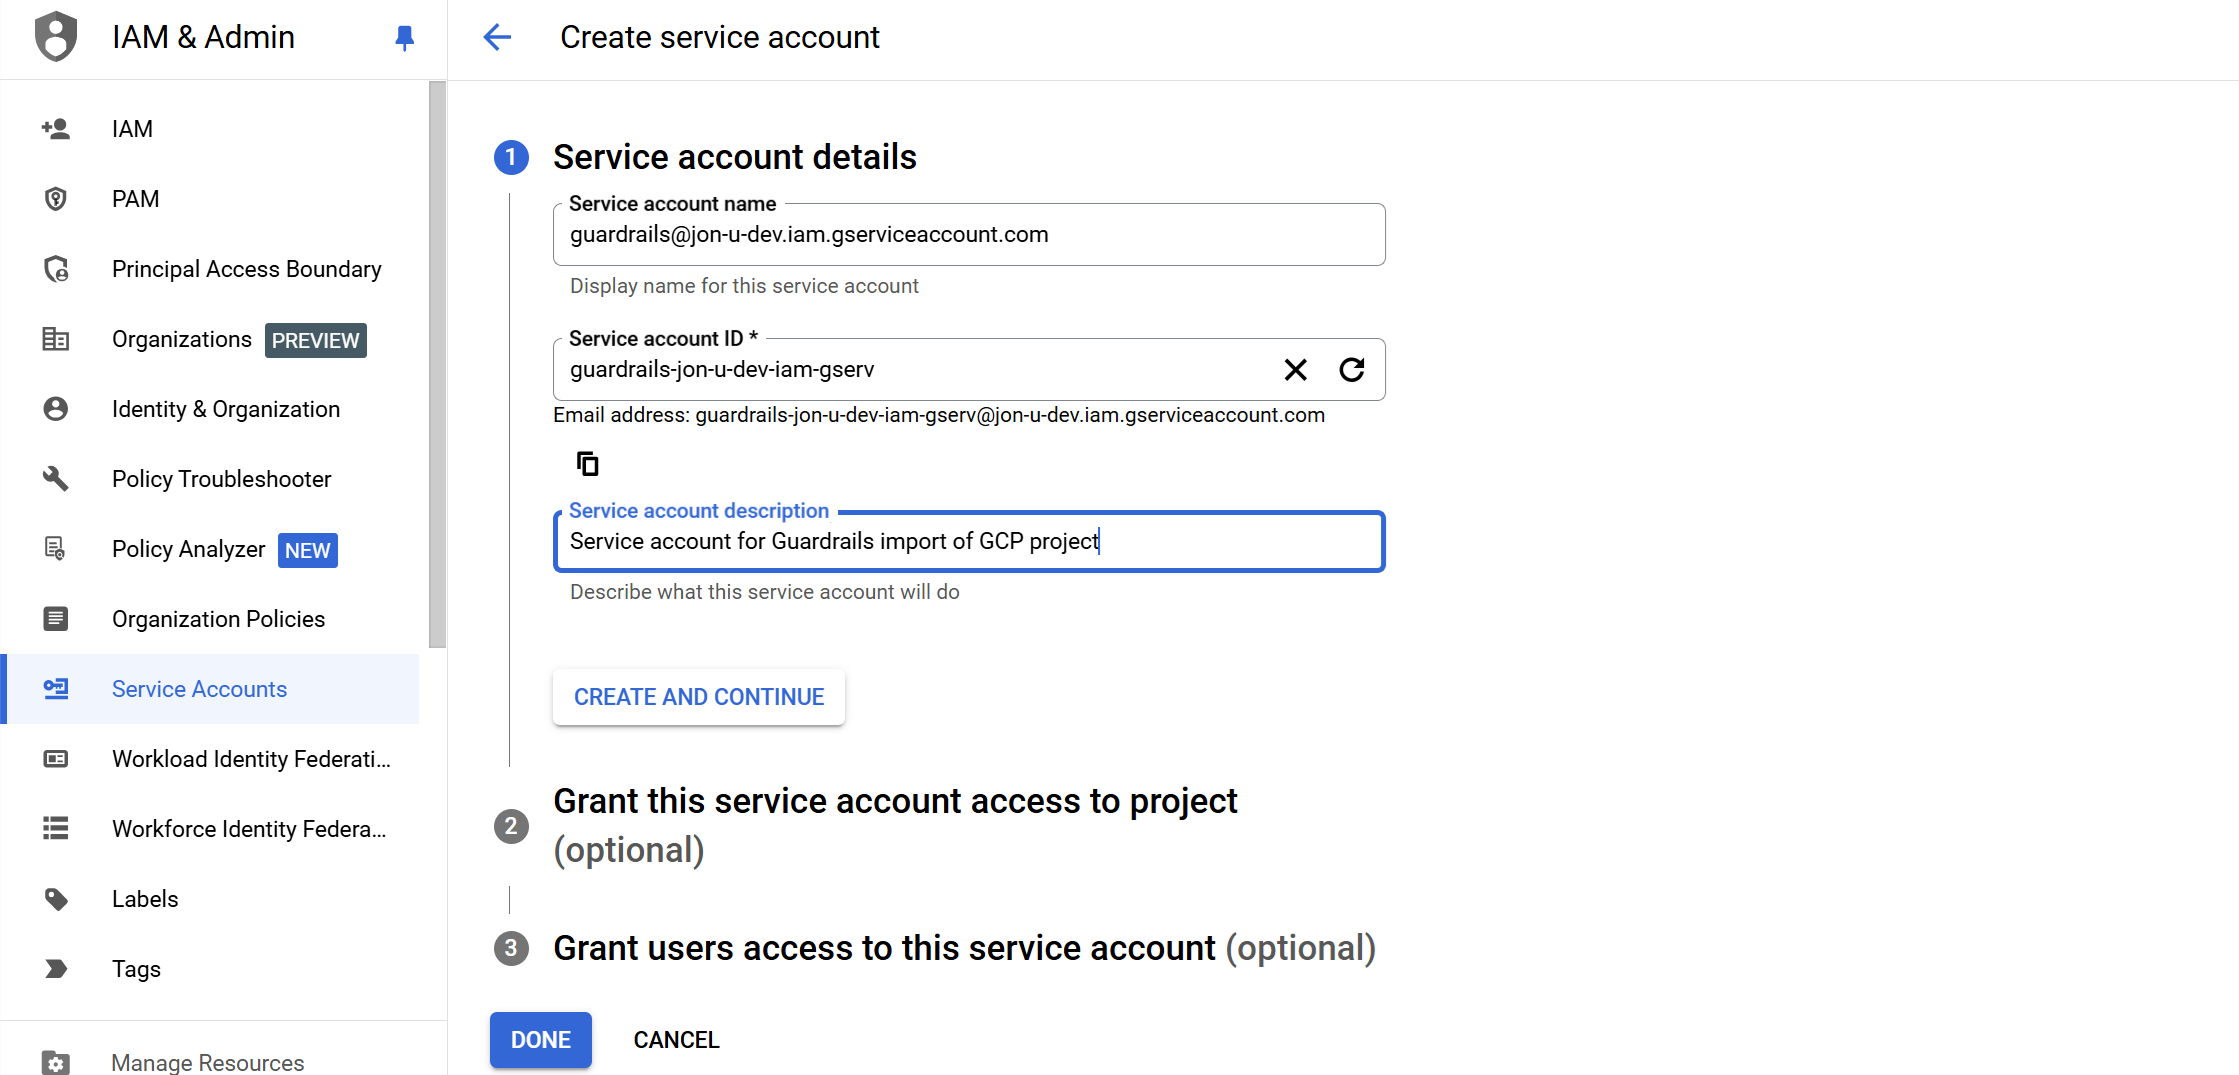 IAM & Admin
Create service account
IAM
PAM
Principal Access Boundary
Organizations PREVIEW
Identity & Organization
Policy Troubleshooter
Policy Analyzer NEW
Organization Policies
Service Accounts
Workload Identity Federati...
Workforce Identity Federa...
Labels
Tags
Manage Resources
1 Service account details
Service account name
guardrails@jon-u-dev.iam.gserviceaccount.com
Display name for this service account
Service account ID *
guardrails-jon-u-dev-iam-gserv
Email address: guardrails-jon-u-dev-iam-gserv@jon-u-dev.iam.gserviceaccount.com
Service account description
Service account for Guardrails import of GCP project
Describe what this service account will do
CREATE AND CONTINUE
2 Grant this service account access to project
(optional)
3 Grant users access to this service account (optional)
DONE CANCEL